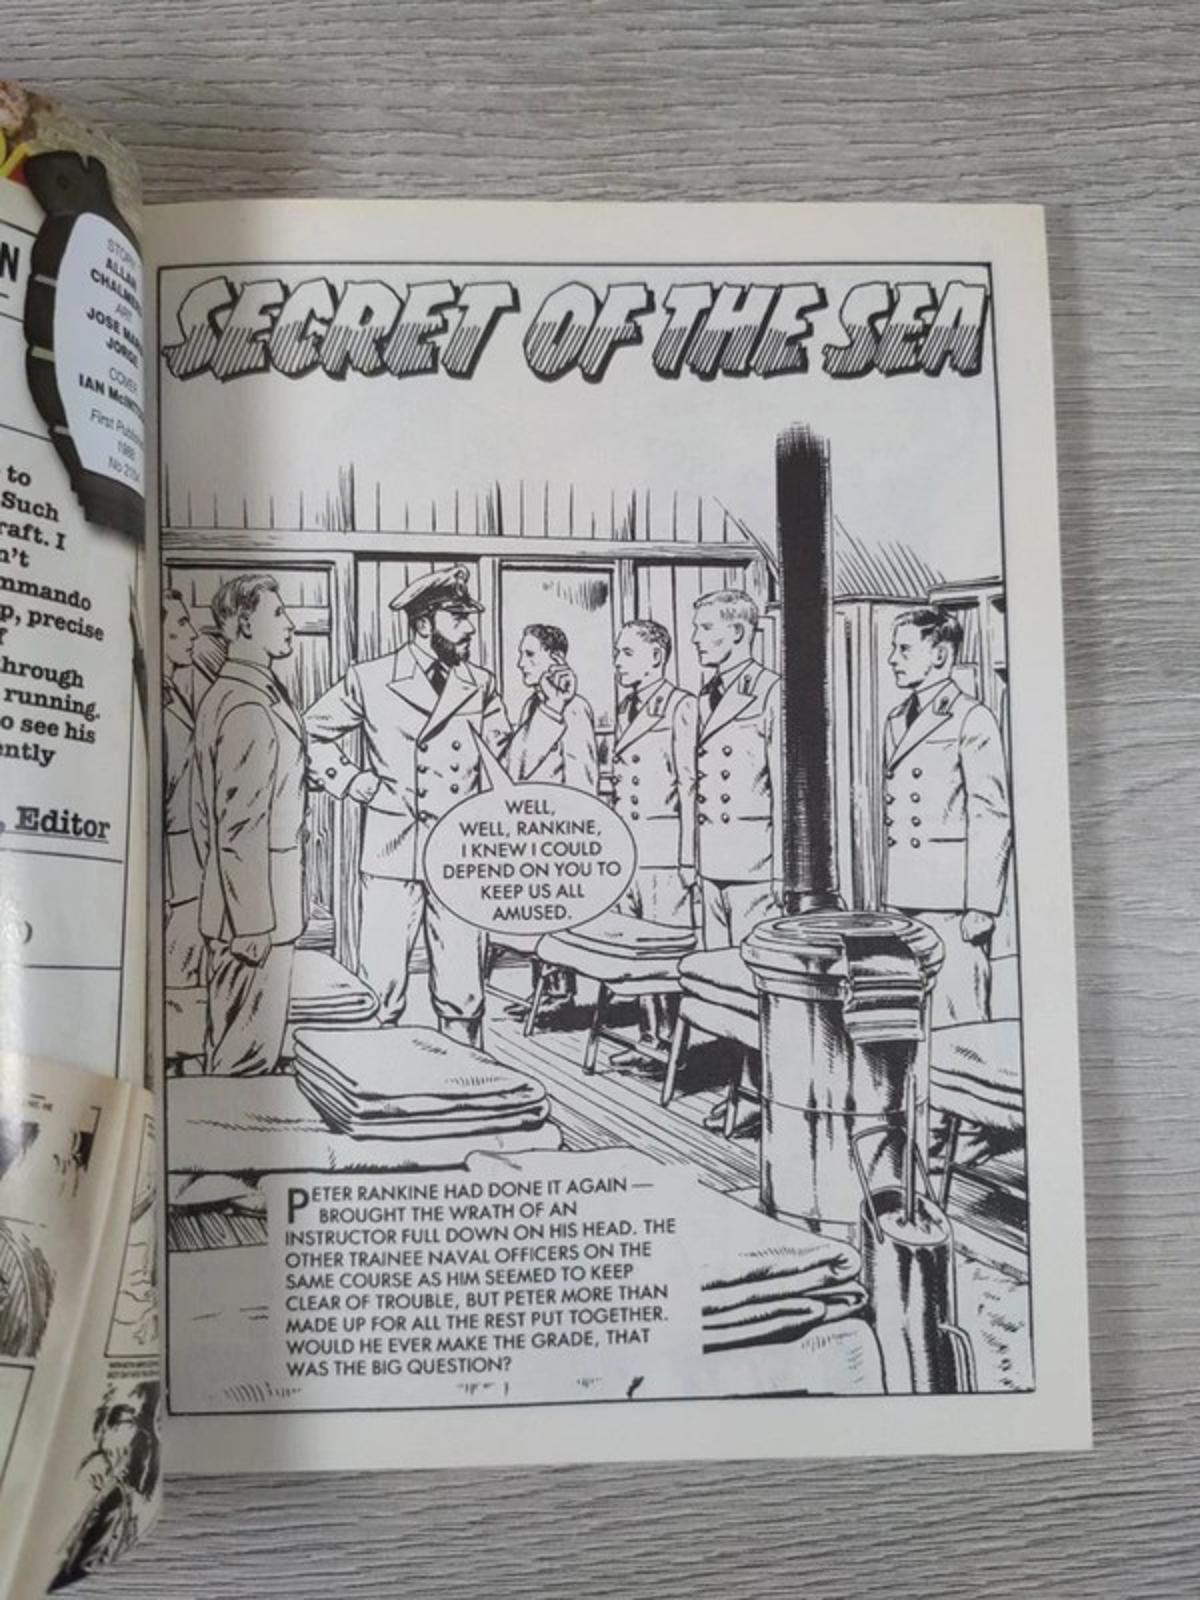 N
STORY
ALLAN
CHALMERS
ART
JOSE MARIA
JORGE
COVER
IAN McINTOSH
First Published
1988
to
Such
raft. I
n't
mmando
p, precise
f
through
running.
o see his
ently
, Editor
SECRET OF THE SEA
WELL,
WELL, RANKINE,
I KNEW I COULD
DEPEND ON YOU TO
KEEP US ALL
AMUSED.
PETER RANKINE HAD DONE IT AGAIN —
BROUGHT THE WRATH OF AN
INSTRUCTOR FULL DOWN ON HIS HEAD. THE
OTHER TRAINEE NAVAL OFFICERS ON THE
SAME COURSE AS HIM SEEMED TO KEEP
CLEAR OF TROUBLE, BUT PETER MORE THAN
MADE UP FOR ALL THE REST PUT TOGETHER.
WOULD HE EVER MAKE THE GRADE, THAT
WAS THE BIG QUESTION?